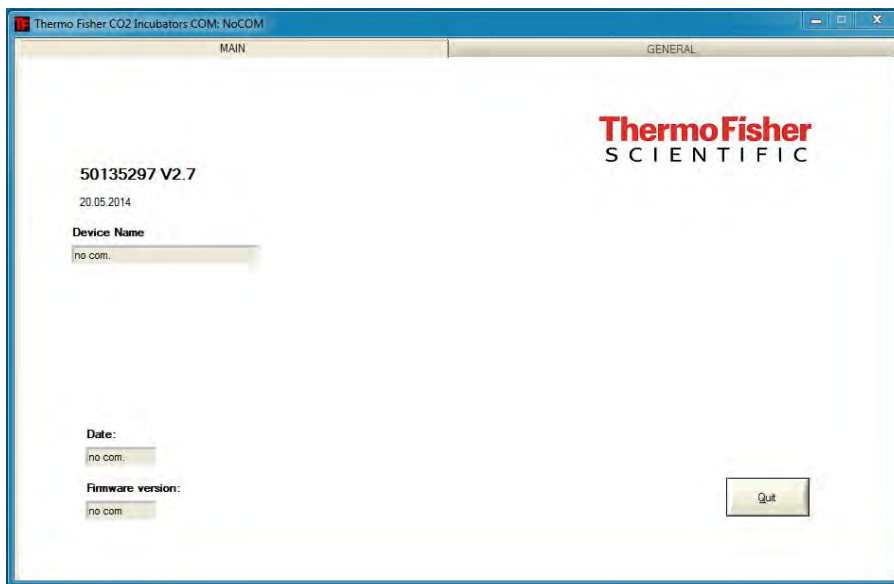 Thermo Fisher CO2 Incubators COM: NoCOM
MAIN
GENERAL
ThermoFisher
SCIENTIFIC
50135297 V2.7
20.05.2014
Device Name
no com.
Date:
no com.
Firmware version:
no com
Quit